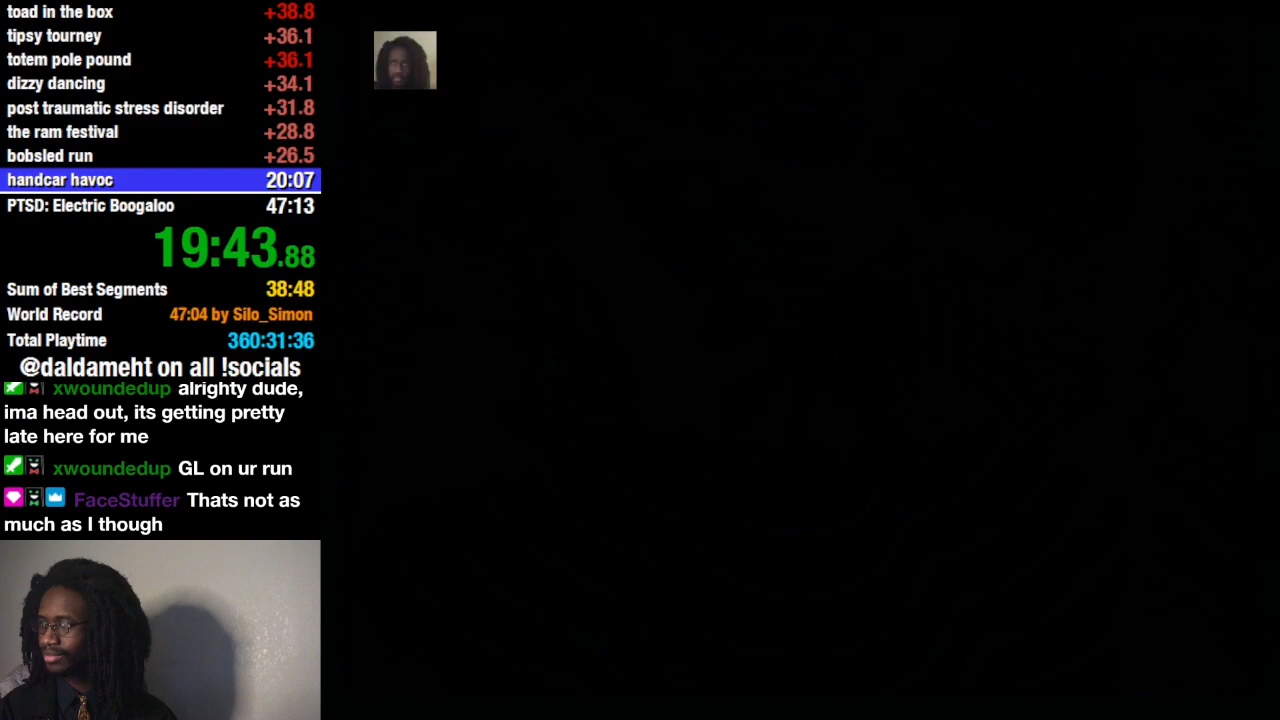 toad in the box +38.8
tipsy tourney +36.1
totem pole pound +36.1
dizzy dancing +34.1
post traumatic stress disorder +31.8
the ram festival +28.8
bobsled run +26.5
handcar havoc 20:07
PTSD: Electric Boogaloo 47:13
19:43.88
Sum of Best Segments 38:48
World Record 47:04 by Silo_Simon
Total Playtime 360:31:36
@daldameht on all !socials
xwoundedup alrighty dude,
ima head out, its getting pretty
late here for me
xwoundedup GL on ur run
FaceStuffer Thats not as
much as I though